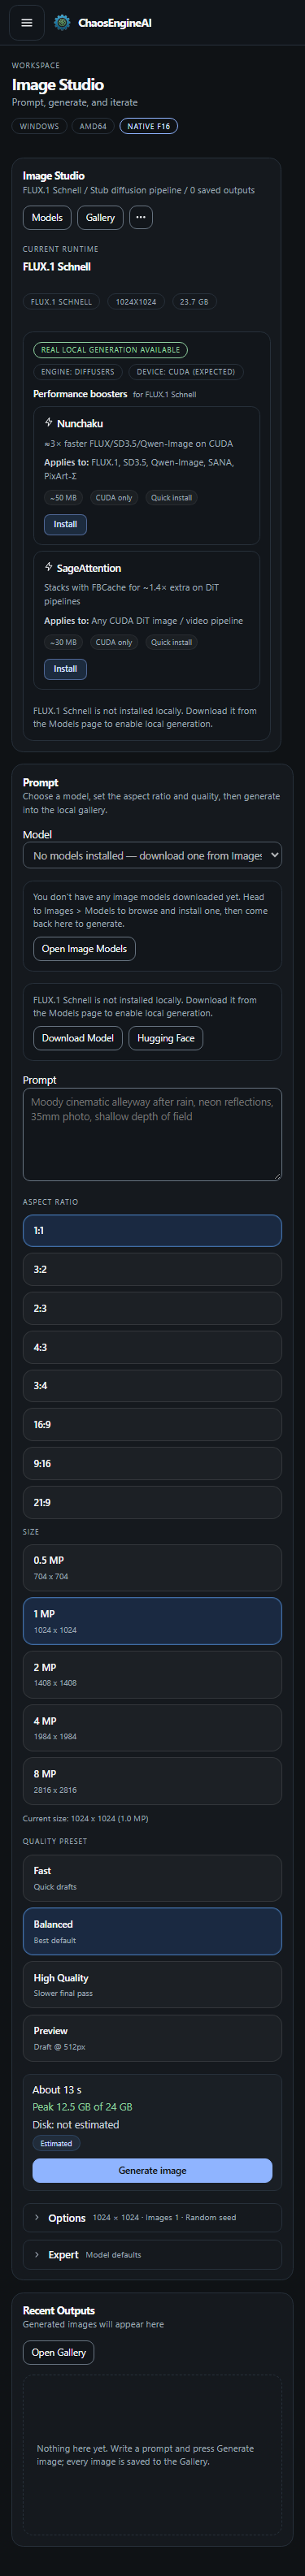 ChaosEngineAI
WORKSPACE
Image Studio
Prompt, generate, and iterate
WINDOWS
AMD64
NATIVE F16
Image Studio
FLUX.1 Schnell / Stub diffusion pipeline / 0 saved outputs
Models
Gallery
CURRENT RUNTIME
FLUX.1 Schnell
FLUX.1 SCHNELL
1024X1024
23.7 GB
REAL LOCAL GENERATION AVAILABLE
ENGINE: DIFFUSERS
DEVICE: CUDA (EXPECTED)
Performance boosters for FLUX.1 Schnell
Nunchaku
≈3× faster FLUX/SD3.5/Qwen-Image on CUDA
Applies to: FLUX.1, SD3.5, Qwen-Image, SANA,
PixArt-Σ
~50 MB
CUDA only
Quick install
Install
SageAttention
Stacks with FBCache for ~1.4× extra on DiT
pipelines
Applies to: Any CUDA DiT image / video pipeline
~30 MB
CUDA only
Quick install
Install
FLUX.1 Schnell is not installed locally. Download it from
the Models page to enable local generation.
Prompt
Choose a model, set the aspect ratio and quality, then generate
into the local gallery.
Model
No models installed — download one from Images
You don't have any image models downloaded yet. Head
to Images > Models to browse and install one, then come
back here to generate.
Open Image Models
FLUX.1 Schnell is not installed locally. Download it from
the Models page to enable local generation.
Download Model
Hugging Face
Prompt
Moody cinematic alleyway after rain, neon reflections,
35mm photo, shallow depth of field
ASPECT RATIO
1:1
3:2
2:3
4:3
3:4
16:9
9:16
21:9
SIZE
0.5 MP
704 x 704
1 MP
1024 x 1024
2 MP
1408 x 1408
4 MP
1984 x 1984
8 MP
2816 x 2816
Current size: 1024 x 1024 (1.0 MP)
QUALITY PRESET
Fast
Quick drafts
Balanced
Best default
High Quality
Slower final pass
Preview
Draft @ 512px
About 13 s
Peak 12.5 GB of 24 GB
Disk: not estimated
Estimated
Generate image
Options 1024 × 1024 · Images 1 · Random seed
Expert Model defaults
Recent Outputs
Generated images will appear here
Open Gallery
Nothing here yet. Write a prompt and press Generate
image; every image is saved to the Gallery.